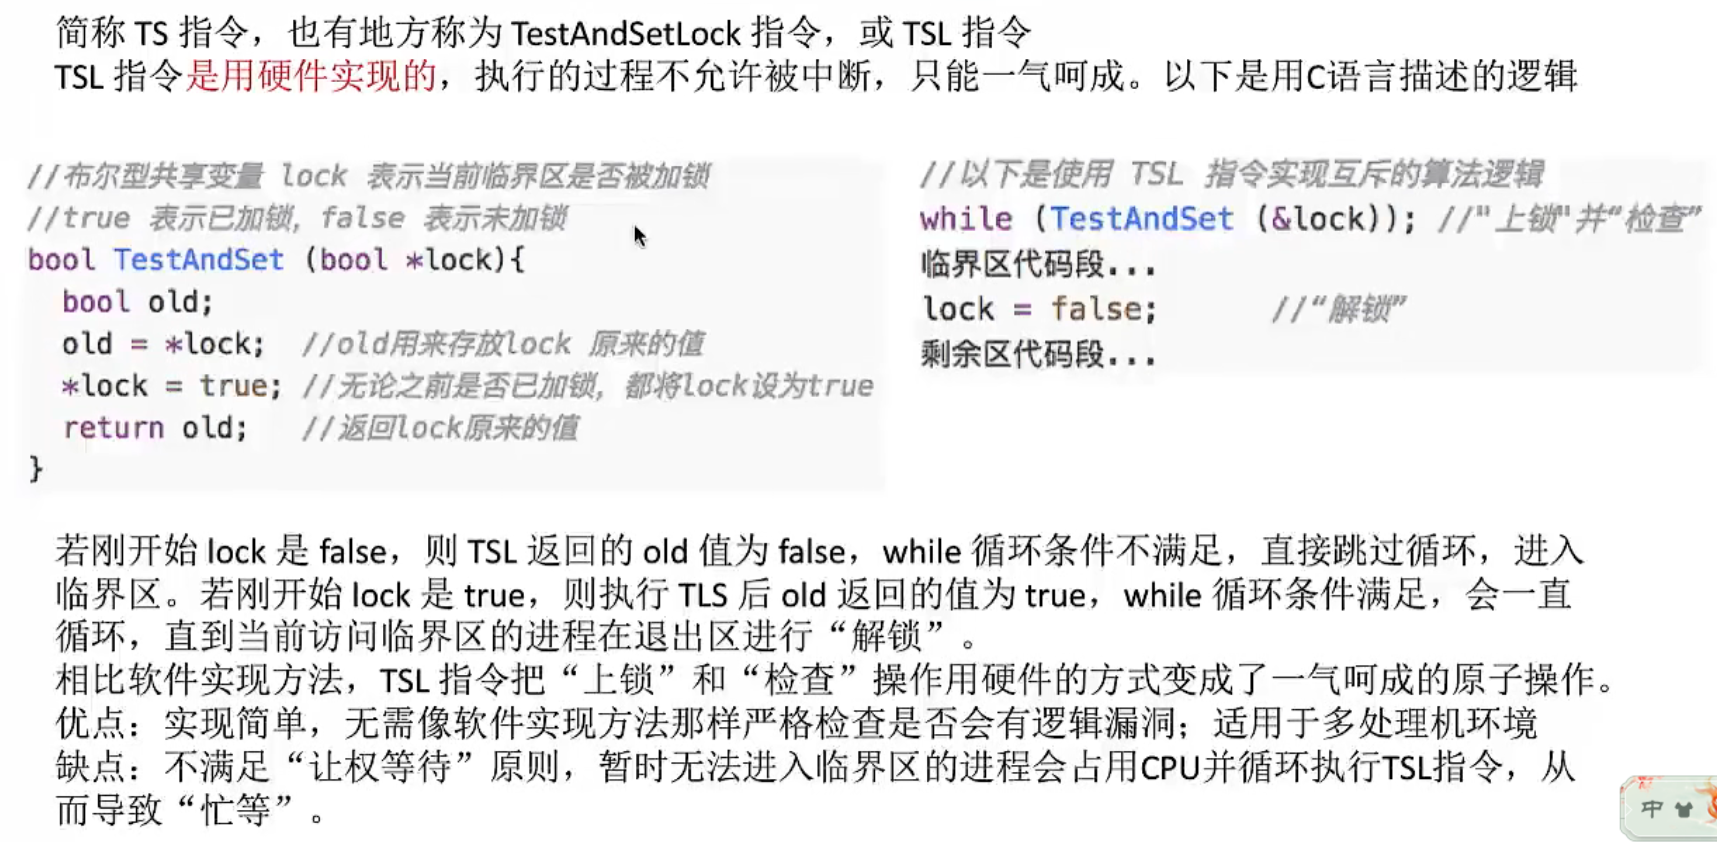 简称 TS 指令，也有地方称为 TestAndSetLock 指令，或 TSL 指令
TSL 指令是用硬件实现的，执行的过程不允许被中断，只能一气呵成。以下是用C语言描述的逻辑
//布尔型共享变量 lock 表示当前临界区是否被加锁
//true 表示已加锁，false 表示未加锁
bool TestAndSet (bool *lock){
bool old;
old = *lock; //old用来存放lock 原来的值
*lock = true; //无论之前是否已加锁，都将lock设为true
return old; //返回lock原来的值
}
//以下是使用 TSL 指令实现互斥的算法逻辑
while (TestAndSet (&lock)); //"上锁"并“检查”
临界区代码段...
lock = false; //“解锁”
剩余区代码段...
若刚开始 lock 是 false，则 TSL 返回的 old 值为 false，while 循环条件不满足，直接跳过循环，进入
临界区。若刚开始 lock 是 true，则执行 TLS 后 old 返回的值为 true，while 循环条件满足，会一直
循环，直到当前访问临界区的进程在退出区进行“解锁”。
相比软件实现方法，TSL 指令把“上锁”和“检查”操作用硬件的方式变成了一气呵成的原子操作。
优点：实现简单，无需像软件实现方法那样严格检查是否会有逻辑漏洞；适用于多处理机环境
缺点：不满足“让权等待”原则，暂时无法进入临界区的进程会占用CPU并循环执行TSL指令，从
而导致“忙等”。
中